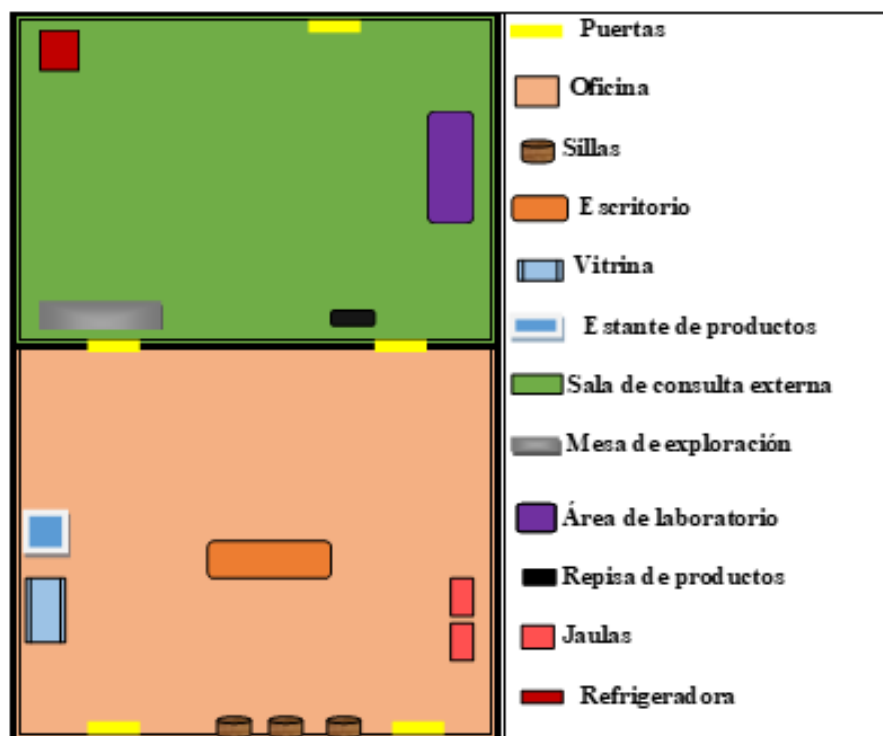 Puertas
Oficina
Sillas
Escritorio
Vitrina
Estante de productos
Sala de consulta externa
Mesa de exploración
Área de laboratorio
Repisa de productos
Jaulas
Refrigeradora